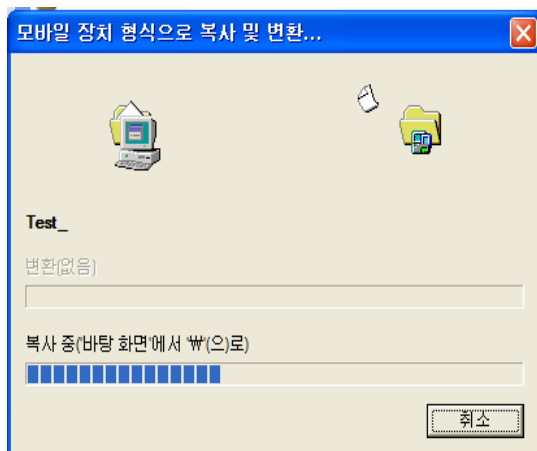 모바일 장치 형식으로 복사 및 변환...
Test_
변환(없음)
복사 중('바탕 화면'에서 '₩'(으)로)
취소